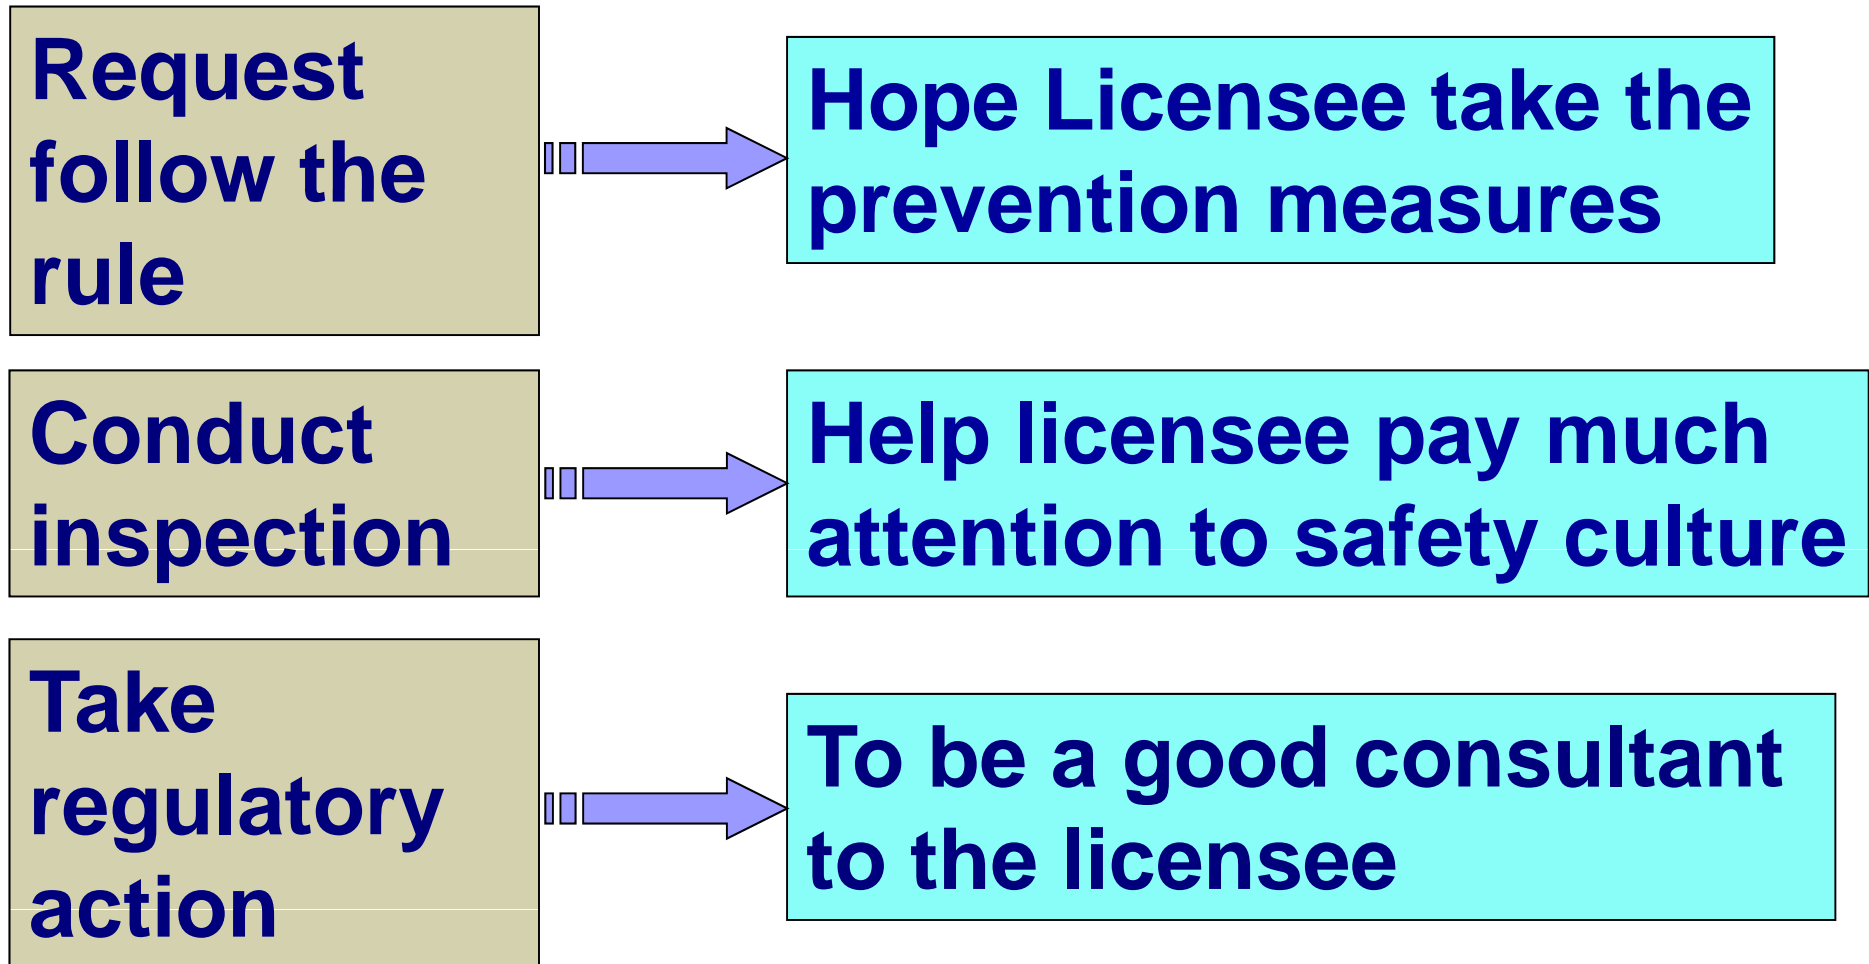 Request
follow the
rule
Hope Licensee take the
prevention measures
Conduct
inspection
Help licensee pay much
attention to safety culture
Take
regulatory
action
To be a good consultant
to the licensee